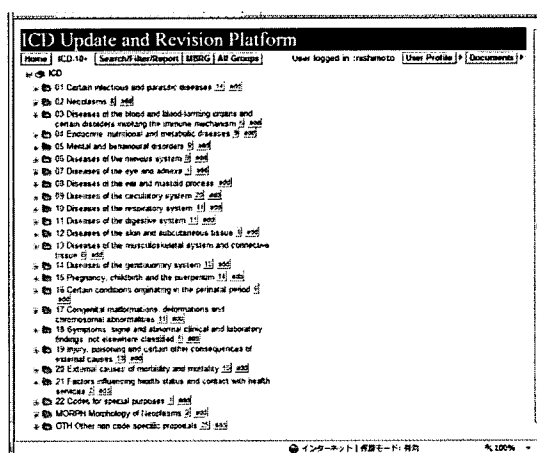 ICD Update and Revision Platform
Home ICD-10+ Search/Filter/Report MbRG All Groups User logged in :nishimoto User Profile Documents
ICD
01 Certain infectious and parasitic diseases add
02 Neoplasms add
03 Diseases of the blood and blood-forming organs and
certain disorders involving the immune mechanism add
04 Endocrine, nutritional and metabolic diseases add
05 Mental and behavioural disorders add
06 Diseases of the nervous system add
07 Diseases of the eye and adnexa add
08 Diseases of the ear and mastoid process add
09 Diseases of the circulatory system add
10 Diseases of the respiratory system add
11 Diseases of the digestive system add
12 Diseases of the skin and subcutaneous tissue add
13 Diseases of the musculoskeletal system and connective
tissue add
14 Diseases of the genitourinary system add
15 Pregnancy, childbirth and the puerperium add
16 Certain conditions originating in the perinatal period
add
17 Congenital malformations, deformations and
chromosomal abnormalities add
18 Symptoms, signs and abnormal clinical and laboratory
findings, not elsewhere classified add
19 Injury, poisoning and certain other consequences of
external causes add
20 External causes of morbidity and mortality add
21 Factors influencing health status and contact with health
services add
22 Codes for special purposes add
MORPH Morphology of Neoplasms add
OTH Other non code specific proposals add
インターネット | 保護モード: 有効 100%